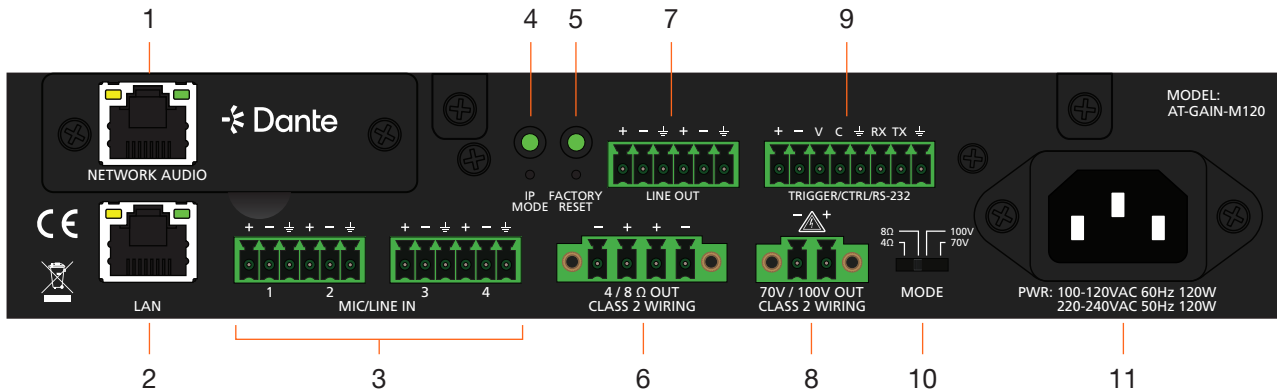 1
4
5
7
9
Dante
NETWORK AUDIO
+ − ⏚ + − ⏚
LINE OUT
+ − V C ⏚ RX TX ⏚
TRIGGER/CTRL/RS-232
MODEL:
AT-GAIN-M120
IP
MODE
FACTORY
RESET
CE
LAN
+ − ⏚ + − ⏚
1 2
+ − ⏚ + − ⏚
3 4
MIC/LINE IN
− + + −
4 / 8 Ω OUT
CLASS 2 WIRING
− +
70V / 100V OUT
CLASS 2 WIRING
8Ω 100V
4Ω 70V
MODE
PWR: 100-120VAC 60Hz 120W
220-240VAC 50Hz 120W
2
3
6
8
10
11